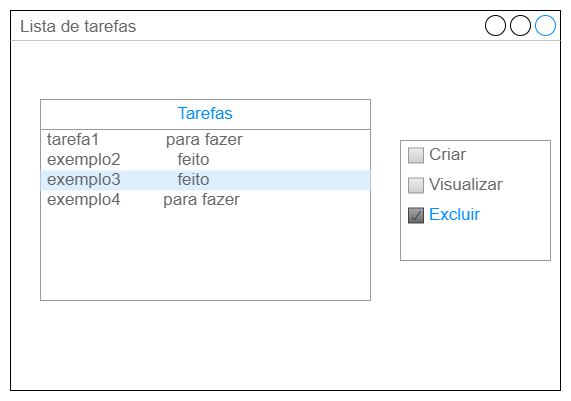 Lista de tarefas
Tarefas
tarefa1 para fazer
exemplo2 feito
exemplo3 feito
exemplo4 para fazer
Criar
Visualizar
Excluir